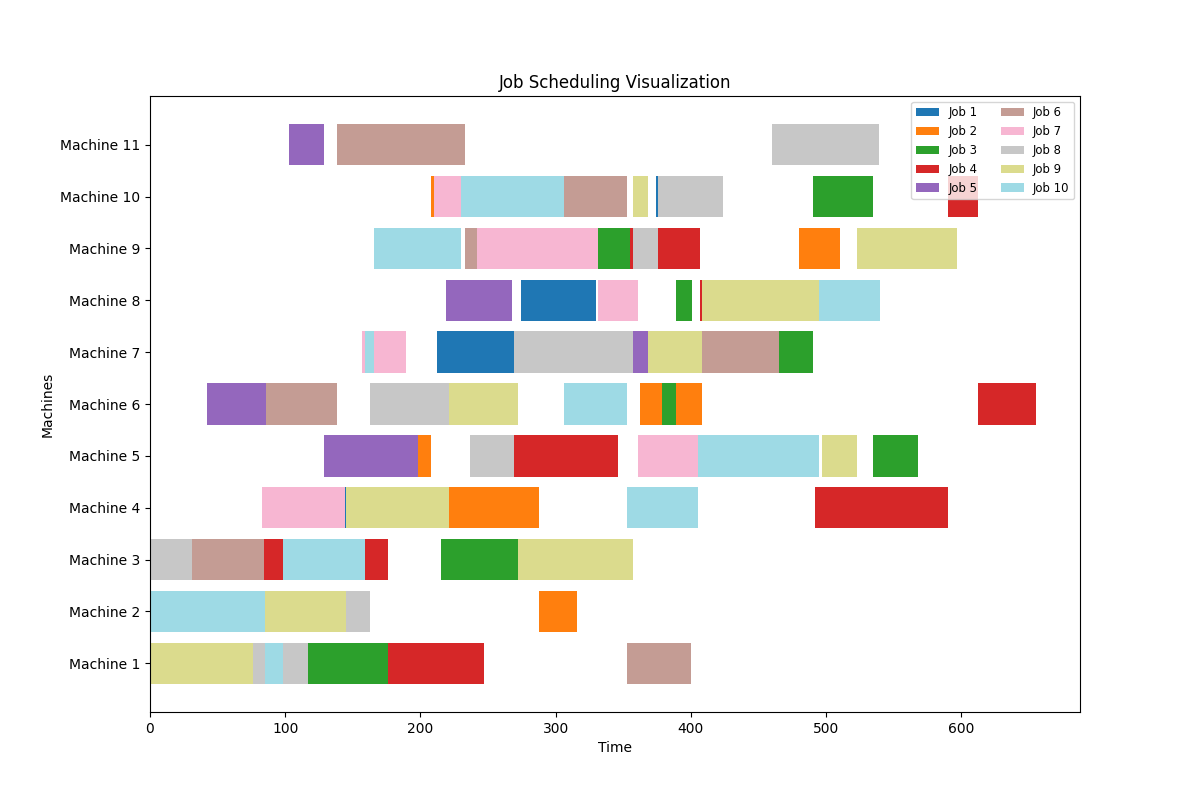 Job Scheduling Visualization
Machine 11
Machine 10
Machine 9
Machine 8
Machine 7
Machine 6
Machine 5
Machine 4
Machine 3
Machine 2
Machine 1
Machines
0 100 200 300 400 500 600
Time
Job 1 Job 6
Job 2 Job 7
Job 3 Job 8
Job 4 Job 9
Job 5 Job 10